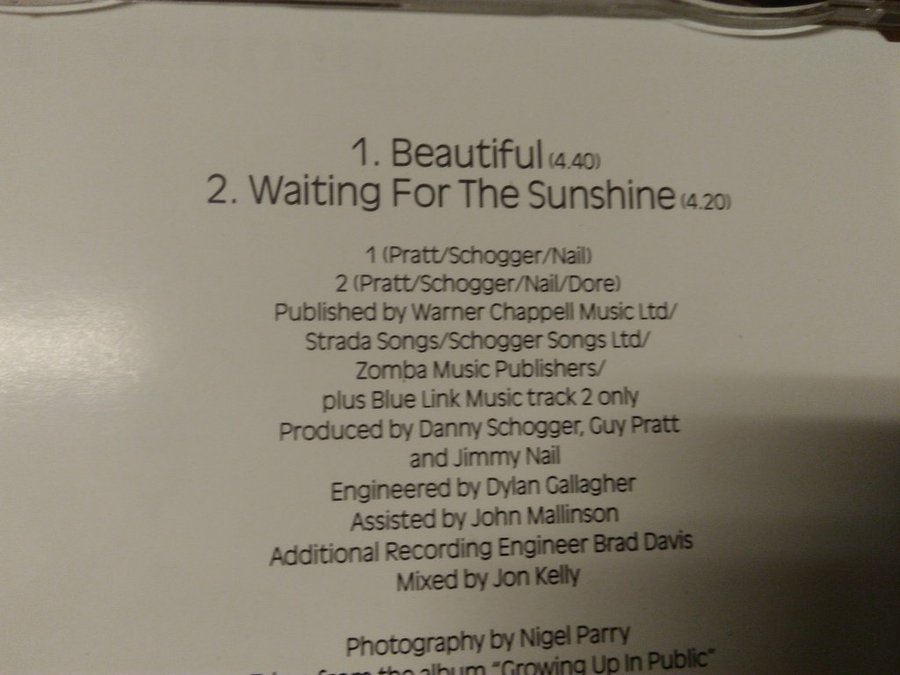 1. Beautiful (4.40)
2. Waiting For The Sunshine (4.20)
1 (Pratt/Schogger/Nail)
2 (Pratt/Schogger/Nail/Dore)
Published by Warner Chappell Music Ltd/
Strada Songs/Schogger Songs Ltd/
Zomba Music Publishers/
plus Blue Link Music track 2 only
Produced by Danny Schogger, Guy Pratt
and Jimmy Nail
Engineered by Dylan Gallagher
Assisted by John Mallinson
Additional Recording Engineer Brad Davis
Mixed by Jon Kelly
Photography by Nigel Parry
from the album "Growing Up In Public"